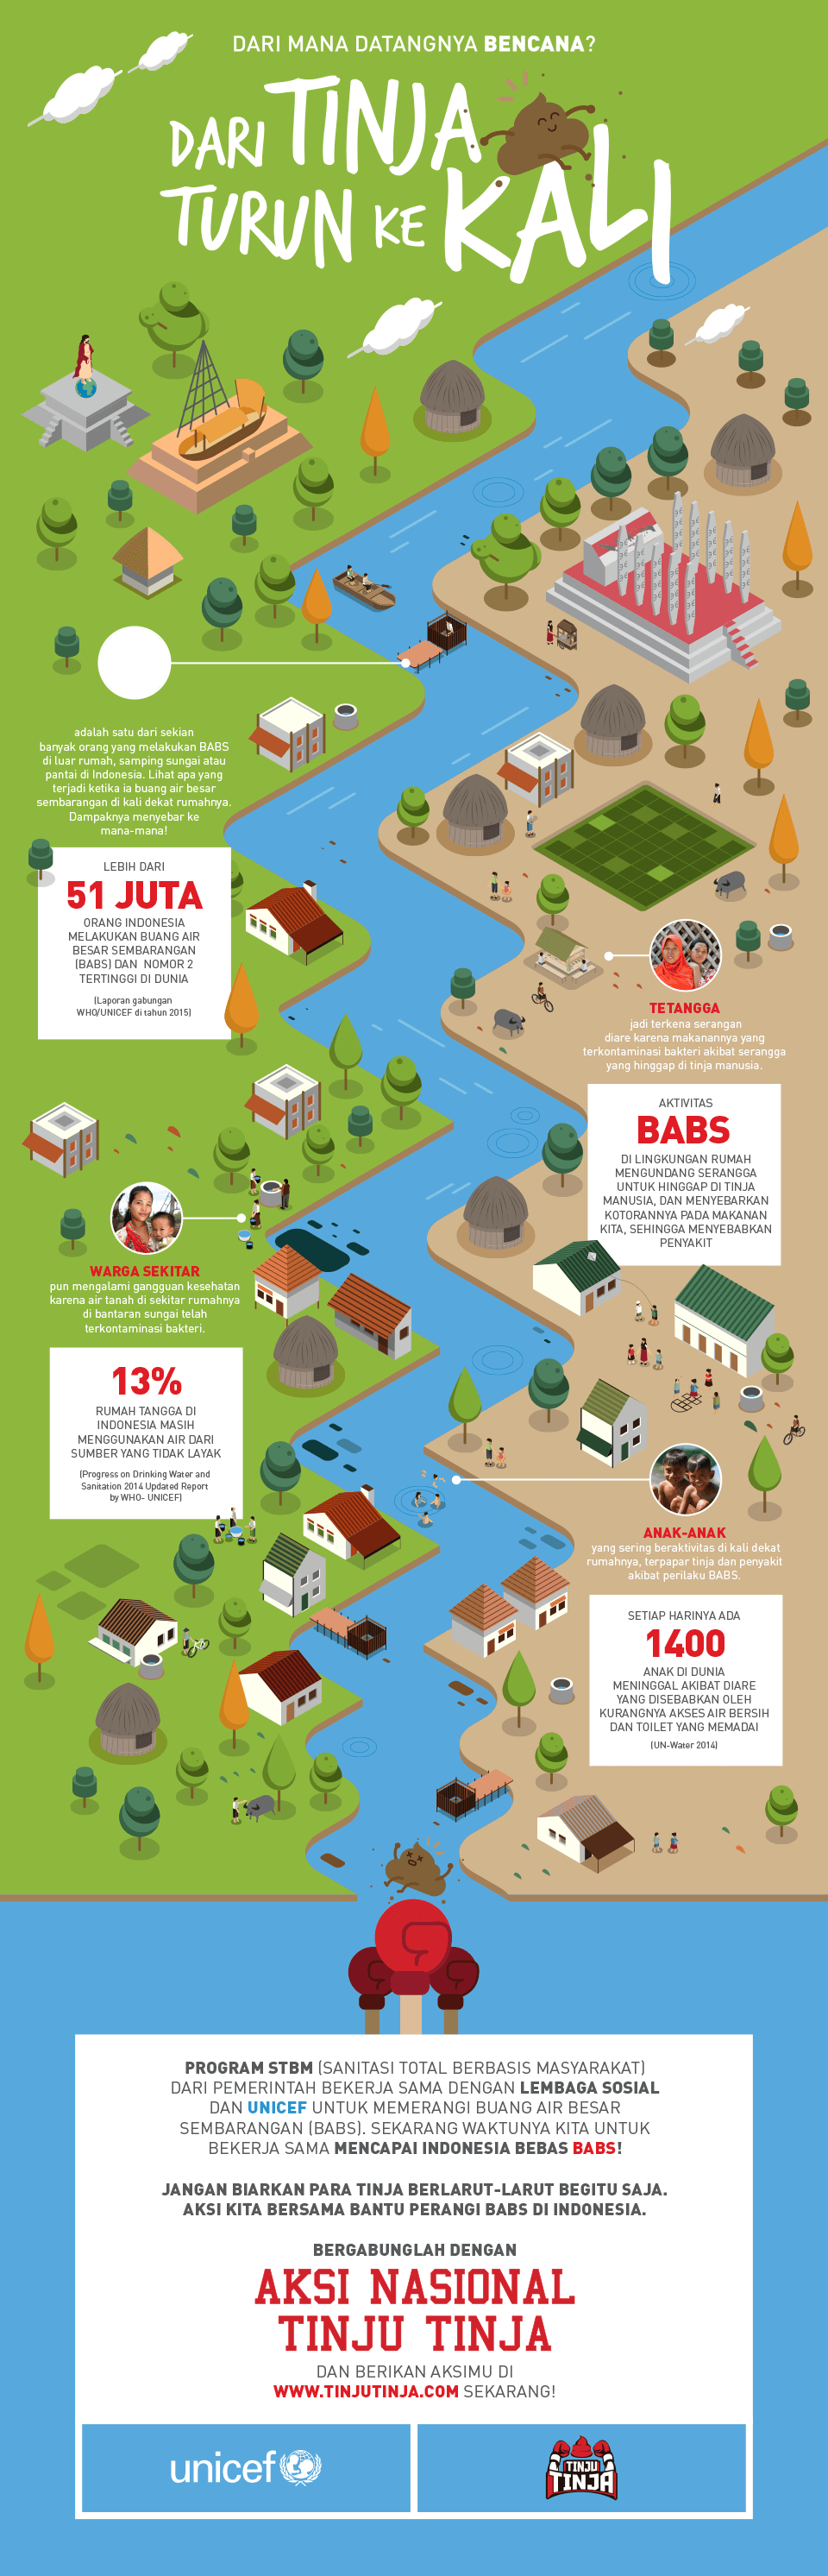 DARI MANA DATANGNYA BENCANA?
DARI TINJA
TURUN KE KALI
adalah satu dari sekian
banyak orang yang melakukan BABS
di luar rumah, samping sungai atau
pantai di Indonesia. Lihat apa yang
terjadi ketika ia buang air besar
sembarangan di kali dekat rumahnya.
Dampaknya menyebar ke
mana-mana!
LEBIH DARI
51 JUTA
ORANG INDONESIA
MELAKUKAN BUANG AIR
BESAR SEMBARANGAN
(BABS) DAN NOMOR 2
TERTINGGI DI DUNIA
(Laporan gabungan
WHO/UNICEF di tahun 2015)
TETANGGA
jadi terkena serangan
diare karena makanannya yang
terkontaminasi bakteri akibat serangga
yang hinggap di tinja manusia.
AKTIVITAS
BABS
DI LINGKUNGAN RUMAH
MENGUNDANG SERANGGA
UNTUK HINGGAP DI TINJA
MANUSIA, DAN MENYEBARKAN
KOTORANNYA PADA MAKANAN
KITA, SEHINGGA MENYEBABKAN
PENYAKIT
WARGA SEKITAR
pun mengalami gangguan kesehatan
karena air tanah di sekitar rumahnya
di bantaran sungai telah
terkontaminasi bakteri.
13%
RUMAH TANGGA DI
INDONESIA MASIH
MENGGUNAKAN AIR DARI
SUMBER YANG TIDAK LAYAK
(Progress on Drinking Water and
Sanitation 2014 Updated Report
by WHO- UNICEF)
ANAK-ANAK
yang sering beraktivitas di kali dekat
rumahnya, terpapar tinja dan penyakit
akibat perilaku BABS.
SETIAP HARINYA ADA
1400
ANAK DI DUNIA
MENINGGAL AKIBAT DIARE
YANG DISEBABKAN OLEH
KURANGNYA AKSES AIR BERSIH
DAN TOILET YANG MEMADAI
(UN-Water 2014)
PROGRAM STBM (SANITASI TOTAL BERBASIS MASYARAKAT)
DARI PEMERINTAH BEKERJA SAMA DENGAN LEMBAGA SOSIAL
DAN UNICEF UNTUK MEMERANGI BUANG AIR BESAR
SEMBARANGAN (BABS). SEKARANG WAKTUNYA KITA UNTUK
BEKERJA SAMA MENCAPAI INDONESIA BEBAS BABS!
JANGAN BIARKAN PARA TINJA BERLARUT-LARUT BEGITU SAJA.
AKSI KITA BERSAMA BANTU PERANGI BABS DI INDONESIA.
BERGABUNGLAH DENGAN
AKSI NASIONAL
TINJU TINJA
DAN BERIKAN AKSIMU DI
WWW.TINJUTINJA.COM SEKARANG!
unicef
TINJU
TINJA